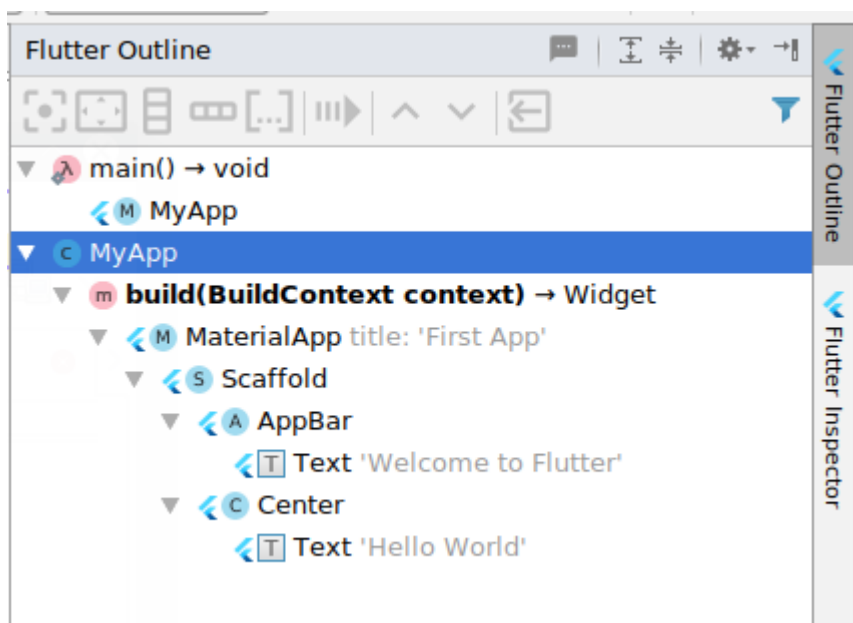 Flutter Outline
main() → void
M MyApp
C MyApp
m build(BuildContext context) → Widget
M MaterialApp title: 'First App'
S Scaffold
A AppBar
T Text 'Welcome to Flutter'
C Center
T Text 'Hello World'
Flutter Outline
Flutter Inspector